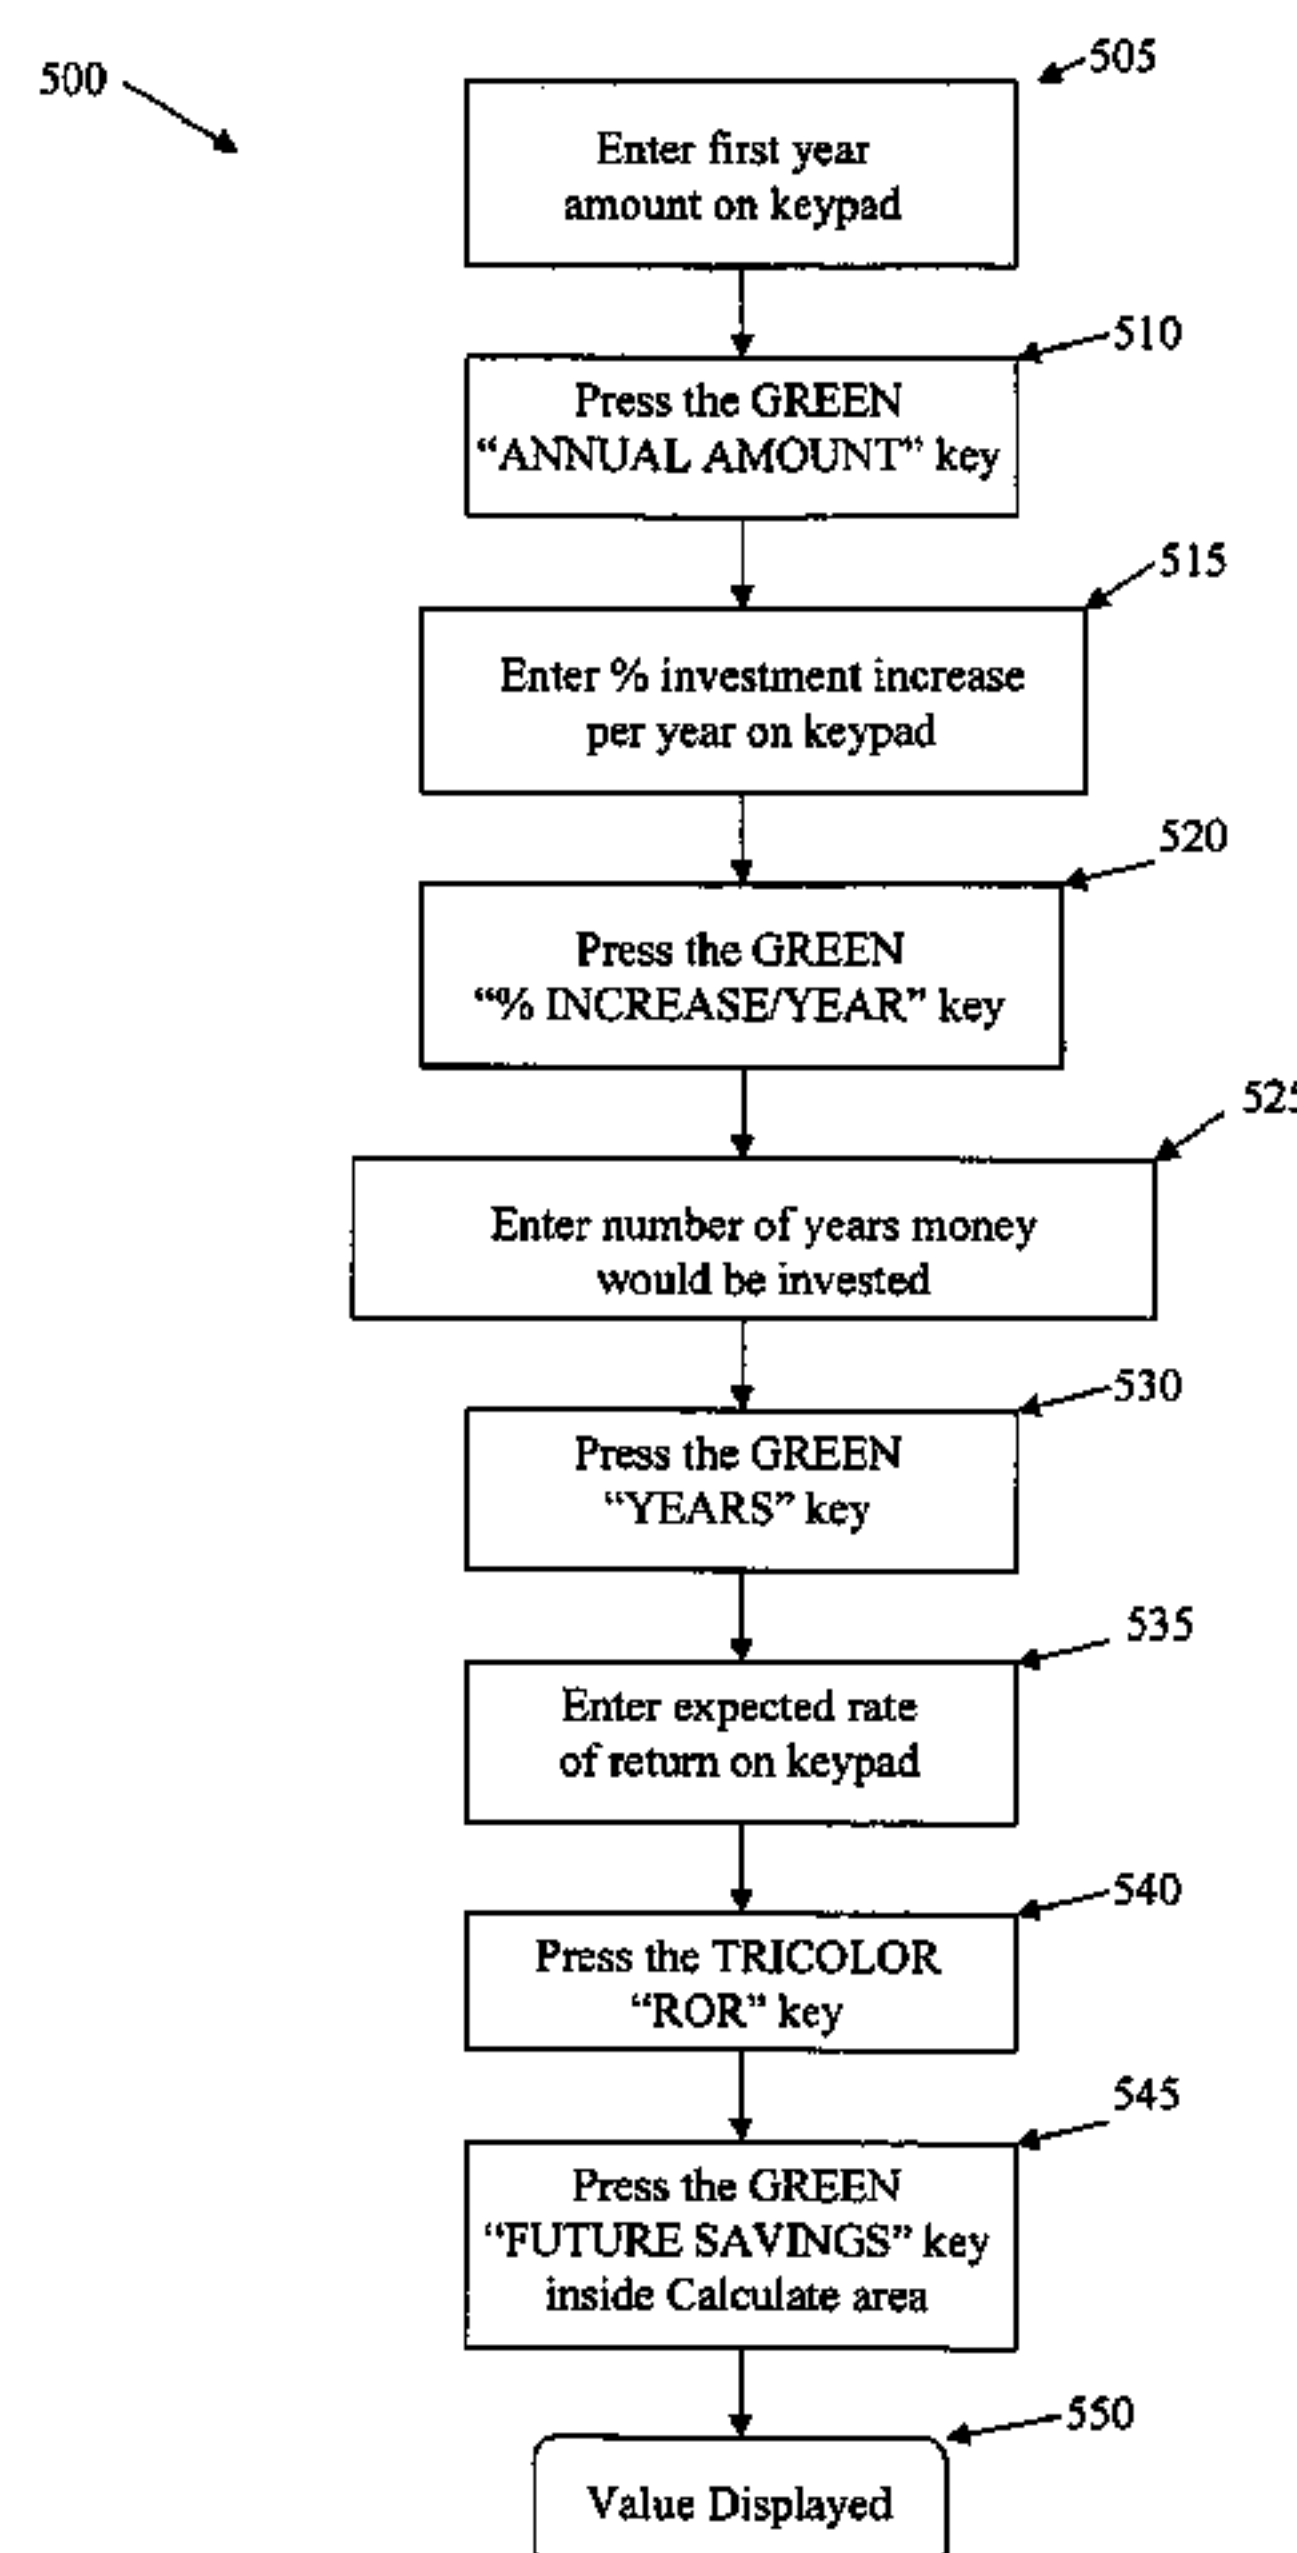 500
505
Enter first year
amount on keypad
510
Press the GREEN
“ANNUAL AMOUNT” key
515
Enter % investment increase
per year on keypad
520
Press the GREEN
“% INCREASE/YEAR” key
525
Enter number of years money
would be invested
530
Press the GREEN
“YEARS” key
535
Enter expected rate
of return on keypad
540
Press the TRICOLOR
“ROR” key
545
Press the GREEN
“FUTURE SAVINGS” key
inside Calculate area
550
Value Displayed